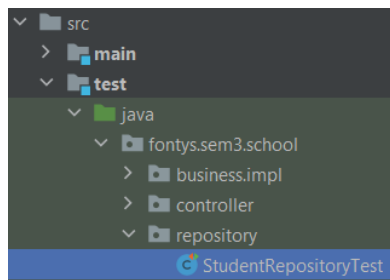 src
main
test
java
fontys.sem3.school
business.impl
controller
repository
StudentRepositoryTest